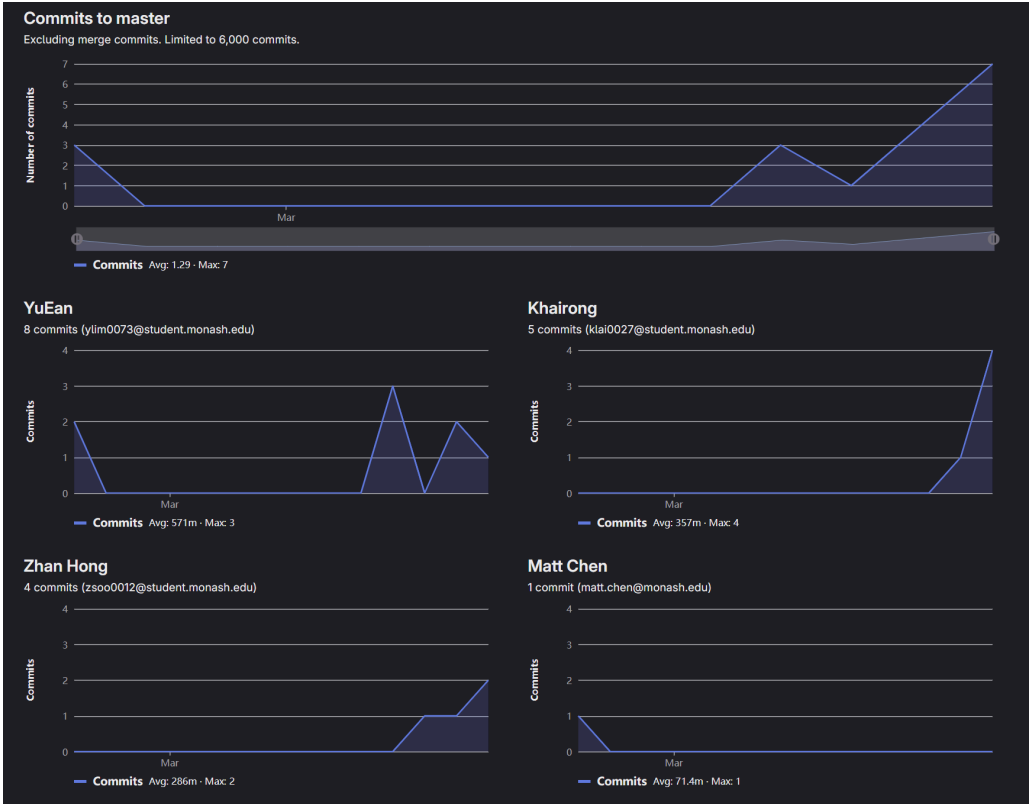 Commits to master
Excluding merge commits. Limited to 6,000 commits.
Number of commits
7
6
5
4
3
2
1
0
Mar
Commits Avg: 1.29 · Max: 7
YuEan
8 commits (ylim0073@student.monash.edu)
Commits
4
3
2
1
0
Mar
Commits Avg: 571m · Max: 3
Khairong
5 commits (klai0027@student.monash.edu)
Commits
4
3
2
1
0
Mar
Commits Avg: 357m · Max: 4
Zhan Hong
4 commits (zsoo0012@student.monash.edu)
Commits
4
3
2
1
0
Mar
Commits Avg: 286m · Max: 2
Matt Chen
1 commit (matt.chen@monash.edu)
Commits
4
3
2
1
0
Mar
Commits Avg: 71.4m · Max: 1